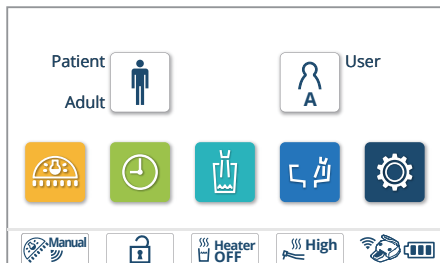 Patient
User
Adult
A
Manual
Heater
OFF
High